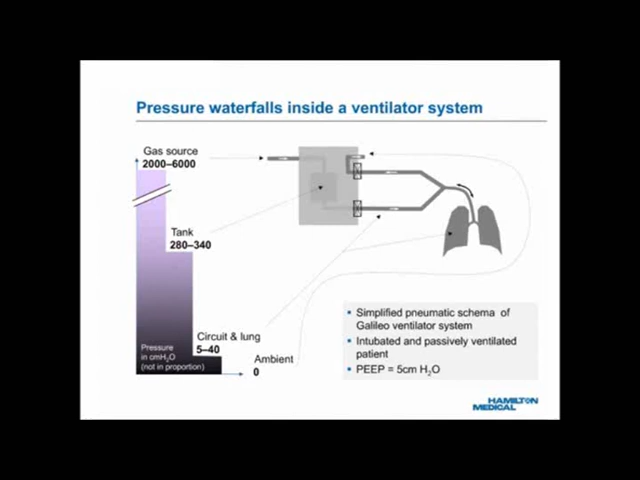 Pressure waterfalls inside a ventilator system
Gas source
2000–6000
Tank
280–340
Circuit & lung
5–40
Ambient
0
Pressure
in cmH₂O
(not in proportion)
Simplified pneumatic schema of
Galileo ventilator system
Intubated and passively ventilated
patient
PEEP = 5cm H₂O
HAMILTON
MEDICAL